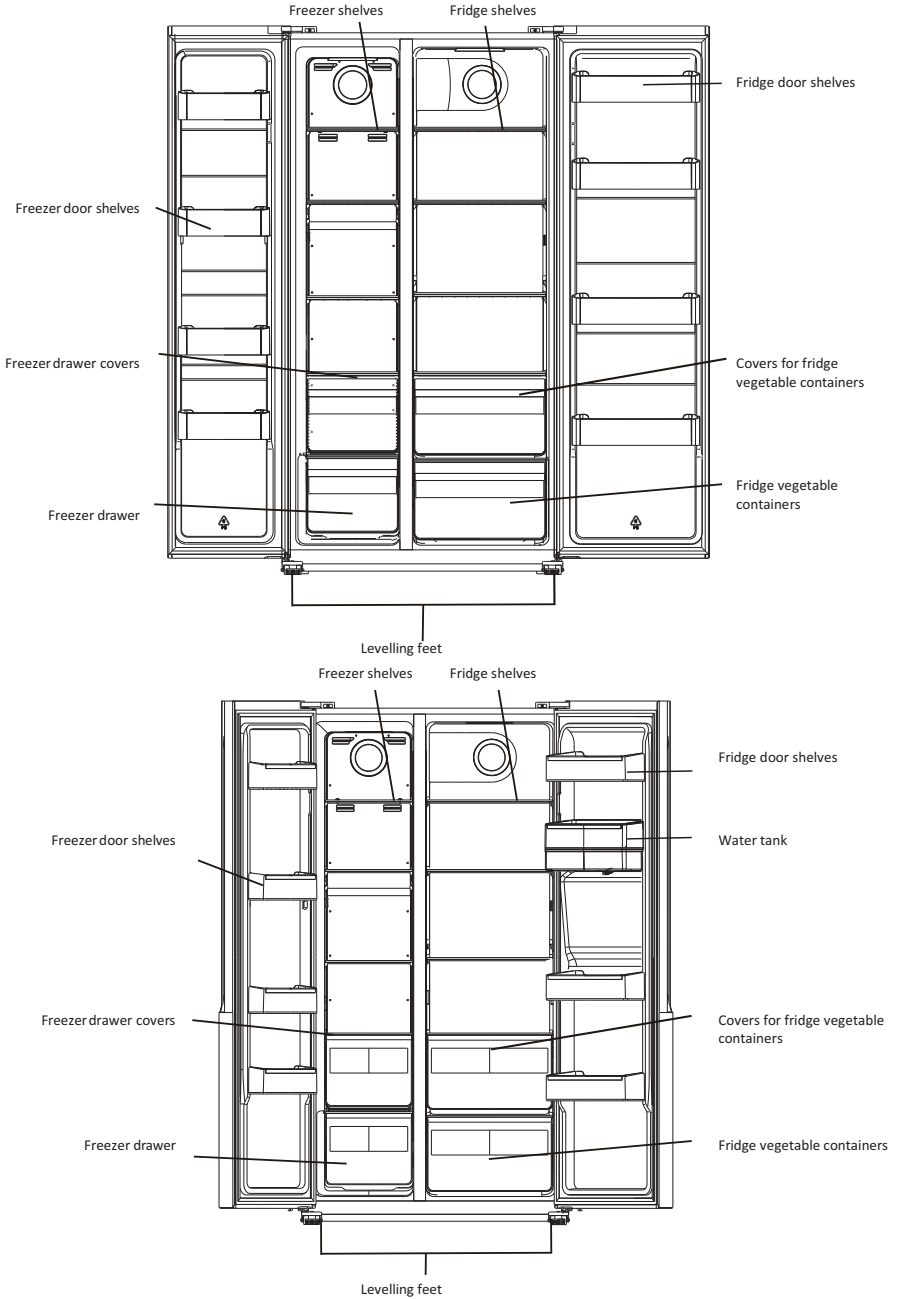 Freezer shelves
Fridge shelves
Fridge door shelves
Freezer door shelves
Freezer drawer covers
Covers for fridge
vegetable containers
Fridge vegetable
containers
Freezer drawer
Levelling feet
Freezer shelves
Fridge shelves
Fridge door shelves
Freezer door shelves
Water tank
Freezer drawer covers
Covers for fridge vegetable
containers
Freezer drawer
Fridge vegetable containers
Levelling feet